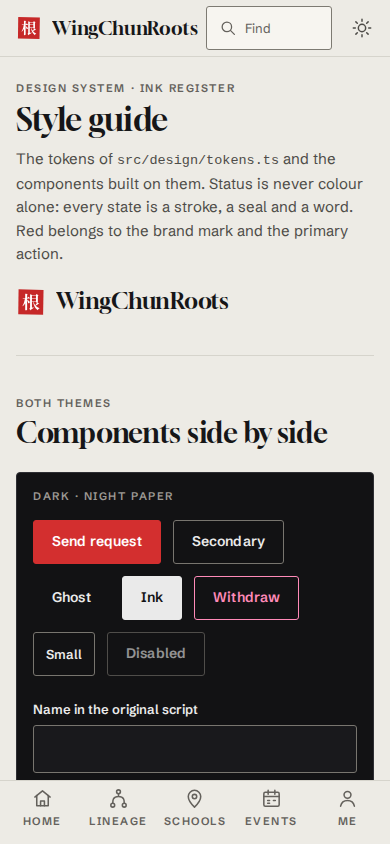 根 WingChunRoots
Find
DESIGN SYSTEM · INK REGISTER
Style guide
The tokens of src/design/tokens.ts and the
components built on them. Status is never colour
alone: every state is a stroke, a seal and a word.
Red belongs to the brand mark and the primary
action.
根 WingChunRoots
BOTH THEMES
Components side by side
DARK · NIGHT PAPER
Send request
Secondary
Ghost
Ink
Withdraw
Small
Disabled
Name in the original script
HOME
LINEAGE
SCHOOLS
EVENTS
ME